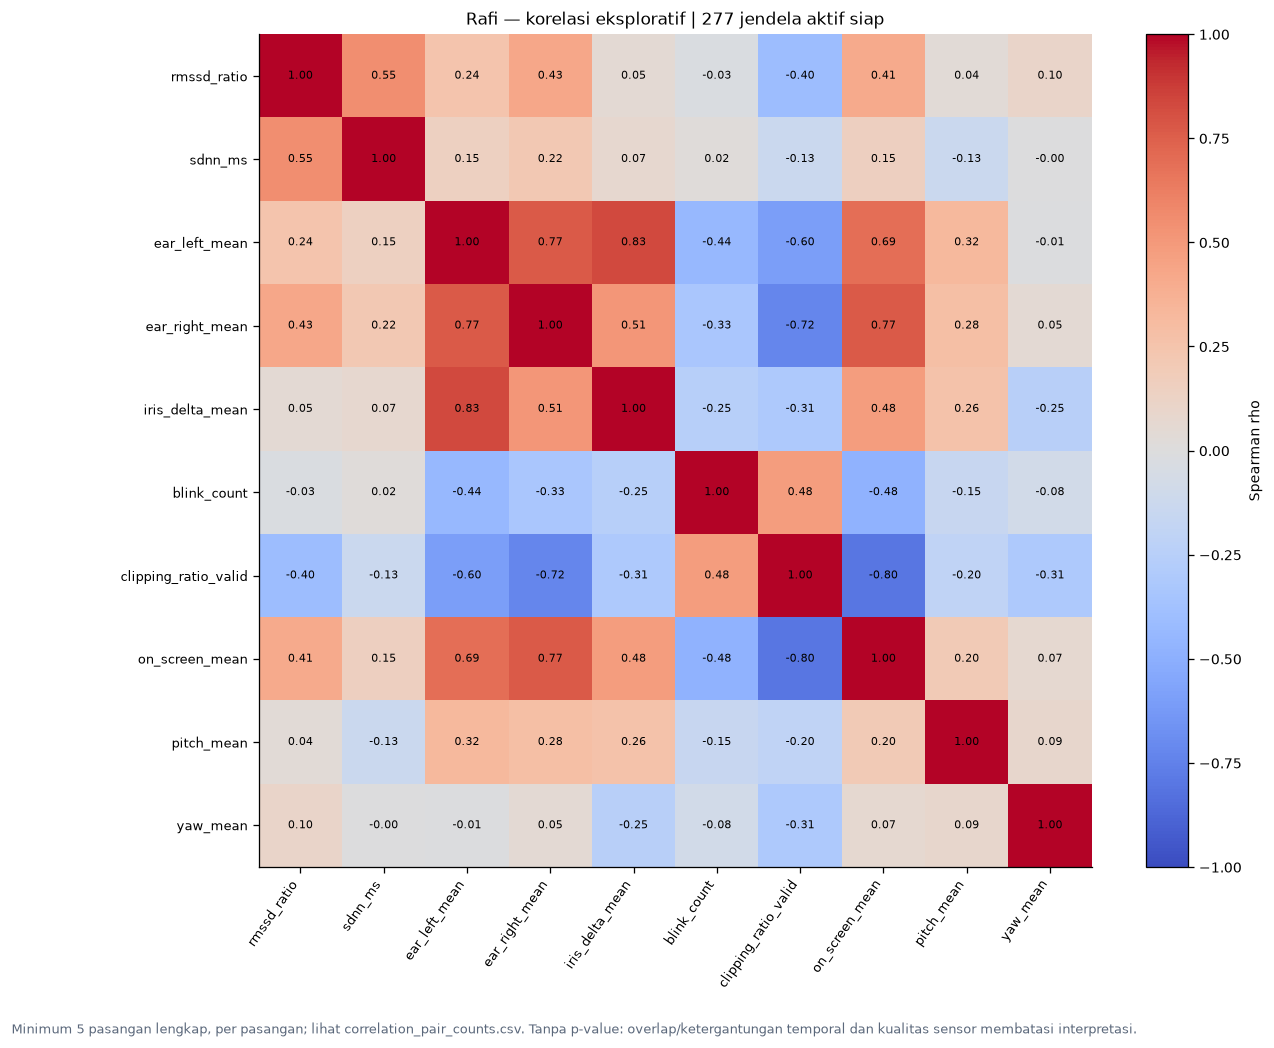 Rafi — korelasi eksploratif | 277 jendela aktif siap
rmssd_ratio 1.00 0.55 0.24 0.43 0.05 -0.03 -0.40 0.41 0.04 0.10
sdnn_ms 0.55 1.00 0.15 0.22 0.07 0.02 -0.13 0.15 -0.13 -0.00
ear_left_mean 0.24 0.15 1.00 0.77 0.83 -0.44 -0.60 0.69 0.32 -0.01
ear_right_mean 0.43 0.22 0.77 1.00 0.51 -0.33 -0.72 0.77 0.28 0.05
iris_delta_mean 0.05 0.07 0.83 0.51 1.00 -0.25 -0.31 0.48 0.26 -0.25
blink_count -0.03 0.02 -0.44 -0.33 -0.25 1.00 0.48 -0.48 -0.15 -0.08
clipping_ratio_valid -0.40 -0.13 -0.60 -0.72 -0.31 0.48 1.00 -0.80 -0.20 -0.31
on_screen_mean 0.41 0.15 0.69 0.77 0.48 -0.48 -0.80 1.00 0.20 0.07
pitch_mean 0.04 -0.13 0.32 0.28 0.26 -0.15 -0.20 0.20 1.00 0.09
yaw_mean 0.10 -0.00 -0.01 0.05 -0.25 -0.08 -0.31 0.07 0.09 1.00
rmssd_ratio sdnn_ms ear_left_mean ear_right_mean iris_delta_mean blink_count clipping_ratio_valid on_screen_mean pitch_mean yaw_mean
1.00
0.75
0.50
0.25
0.00
−0.25
−0.50
−0.75
−1.00
Spearman rho
Minimum 5 pasangan lengkap, per pasangan; lihat correlation_pair_counts.csv. Tanpa p-value: overlap/ketergantungan temporal dan kualitas sensor membatasi interpretasi.